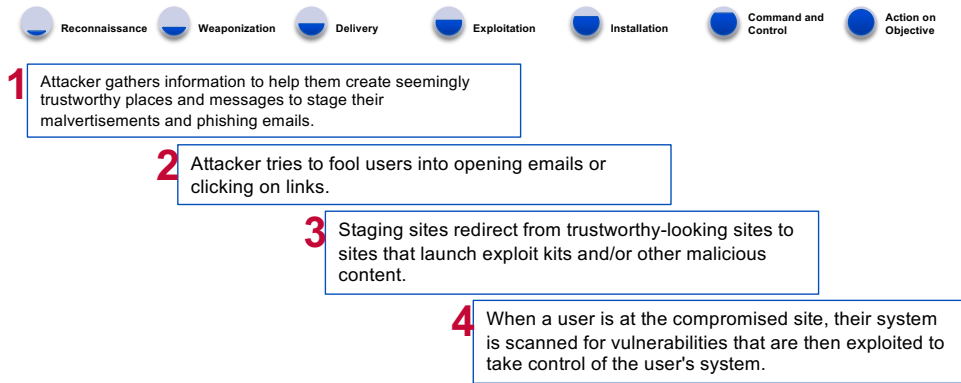 Reconnaissance
Weaponization
Delivery
Exploitation
Installation
Command and
Control
Action on
Objective
1
Attacker gathers information to help them create seemingly
trustworthy places and messages to stage their
malvertisements and phishing emails.
2
Attacker tries to fool users into opening emails or
clicking on links.
3
Staging sites redirect from trustworthy-looking sites to
sites that launch exploit kits and/or other malicious
content.
4
When a user is at the compromised site, their system
is scanned for vulnerabilities that are then exploited to
take control of the user's system.